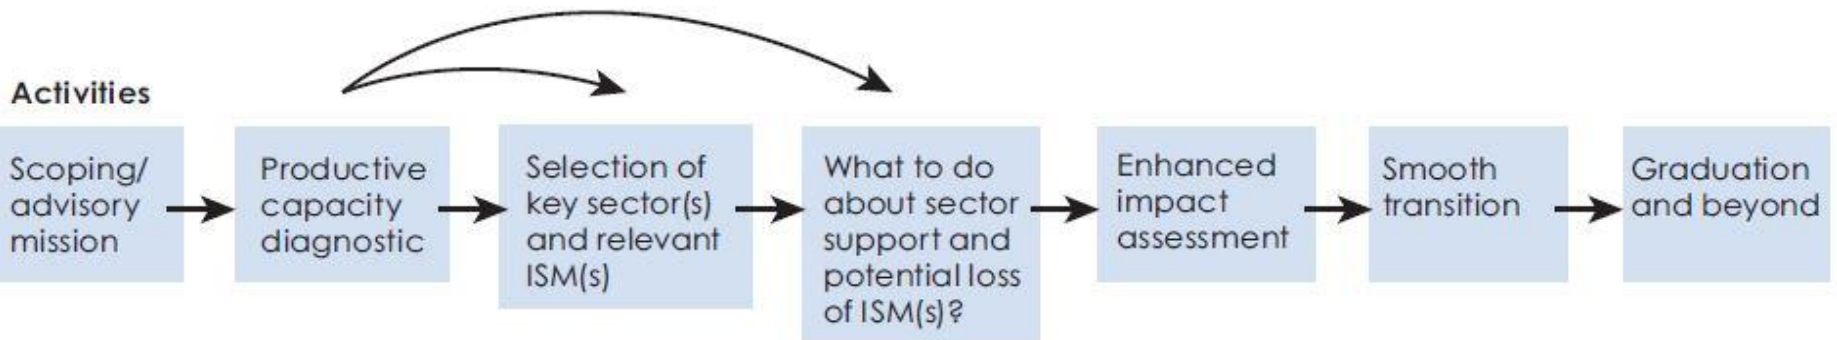 Activities
Scoping/
advisory
mission
Productive
capacity
diagnostic
Selection of
key sector(s)
and relevant
ISM(s)
What to do
about sector
support and
potential loss
of ISM(s)?
Enhanced
impact
assessment
Smooth
transition
Graduation
and beyond